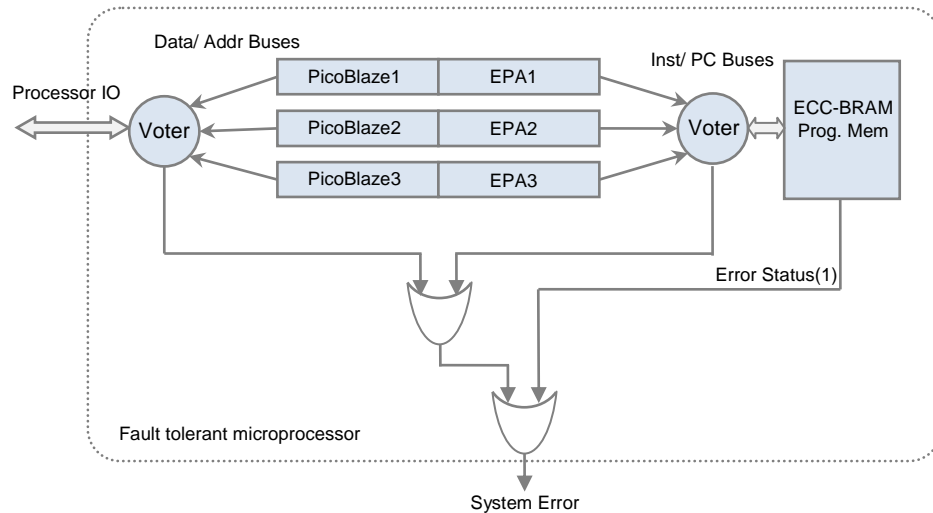 Data/ Addr Buses
Inst/ PC Buses
Processor IO
PicoBlaze1
EPA1
PicoBlaze2
EPA2
PicoBlaze3
EPA3
Voter
Voter
ECC-BRAM
Prog. Mem
Error Status(1)
Fault tolerant microprocessor
System Error